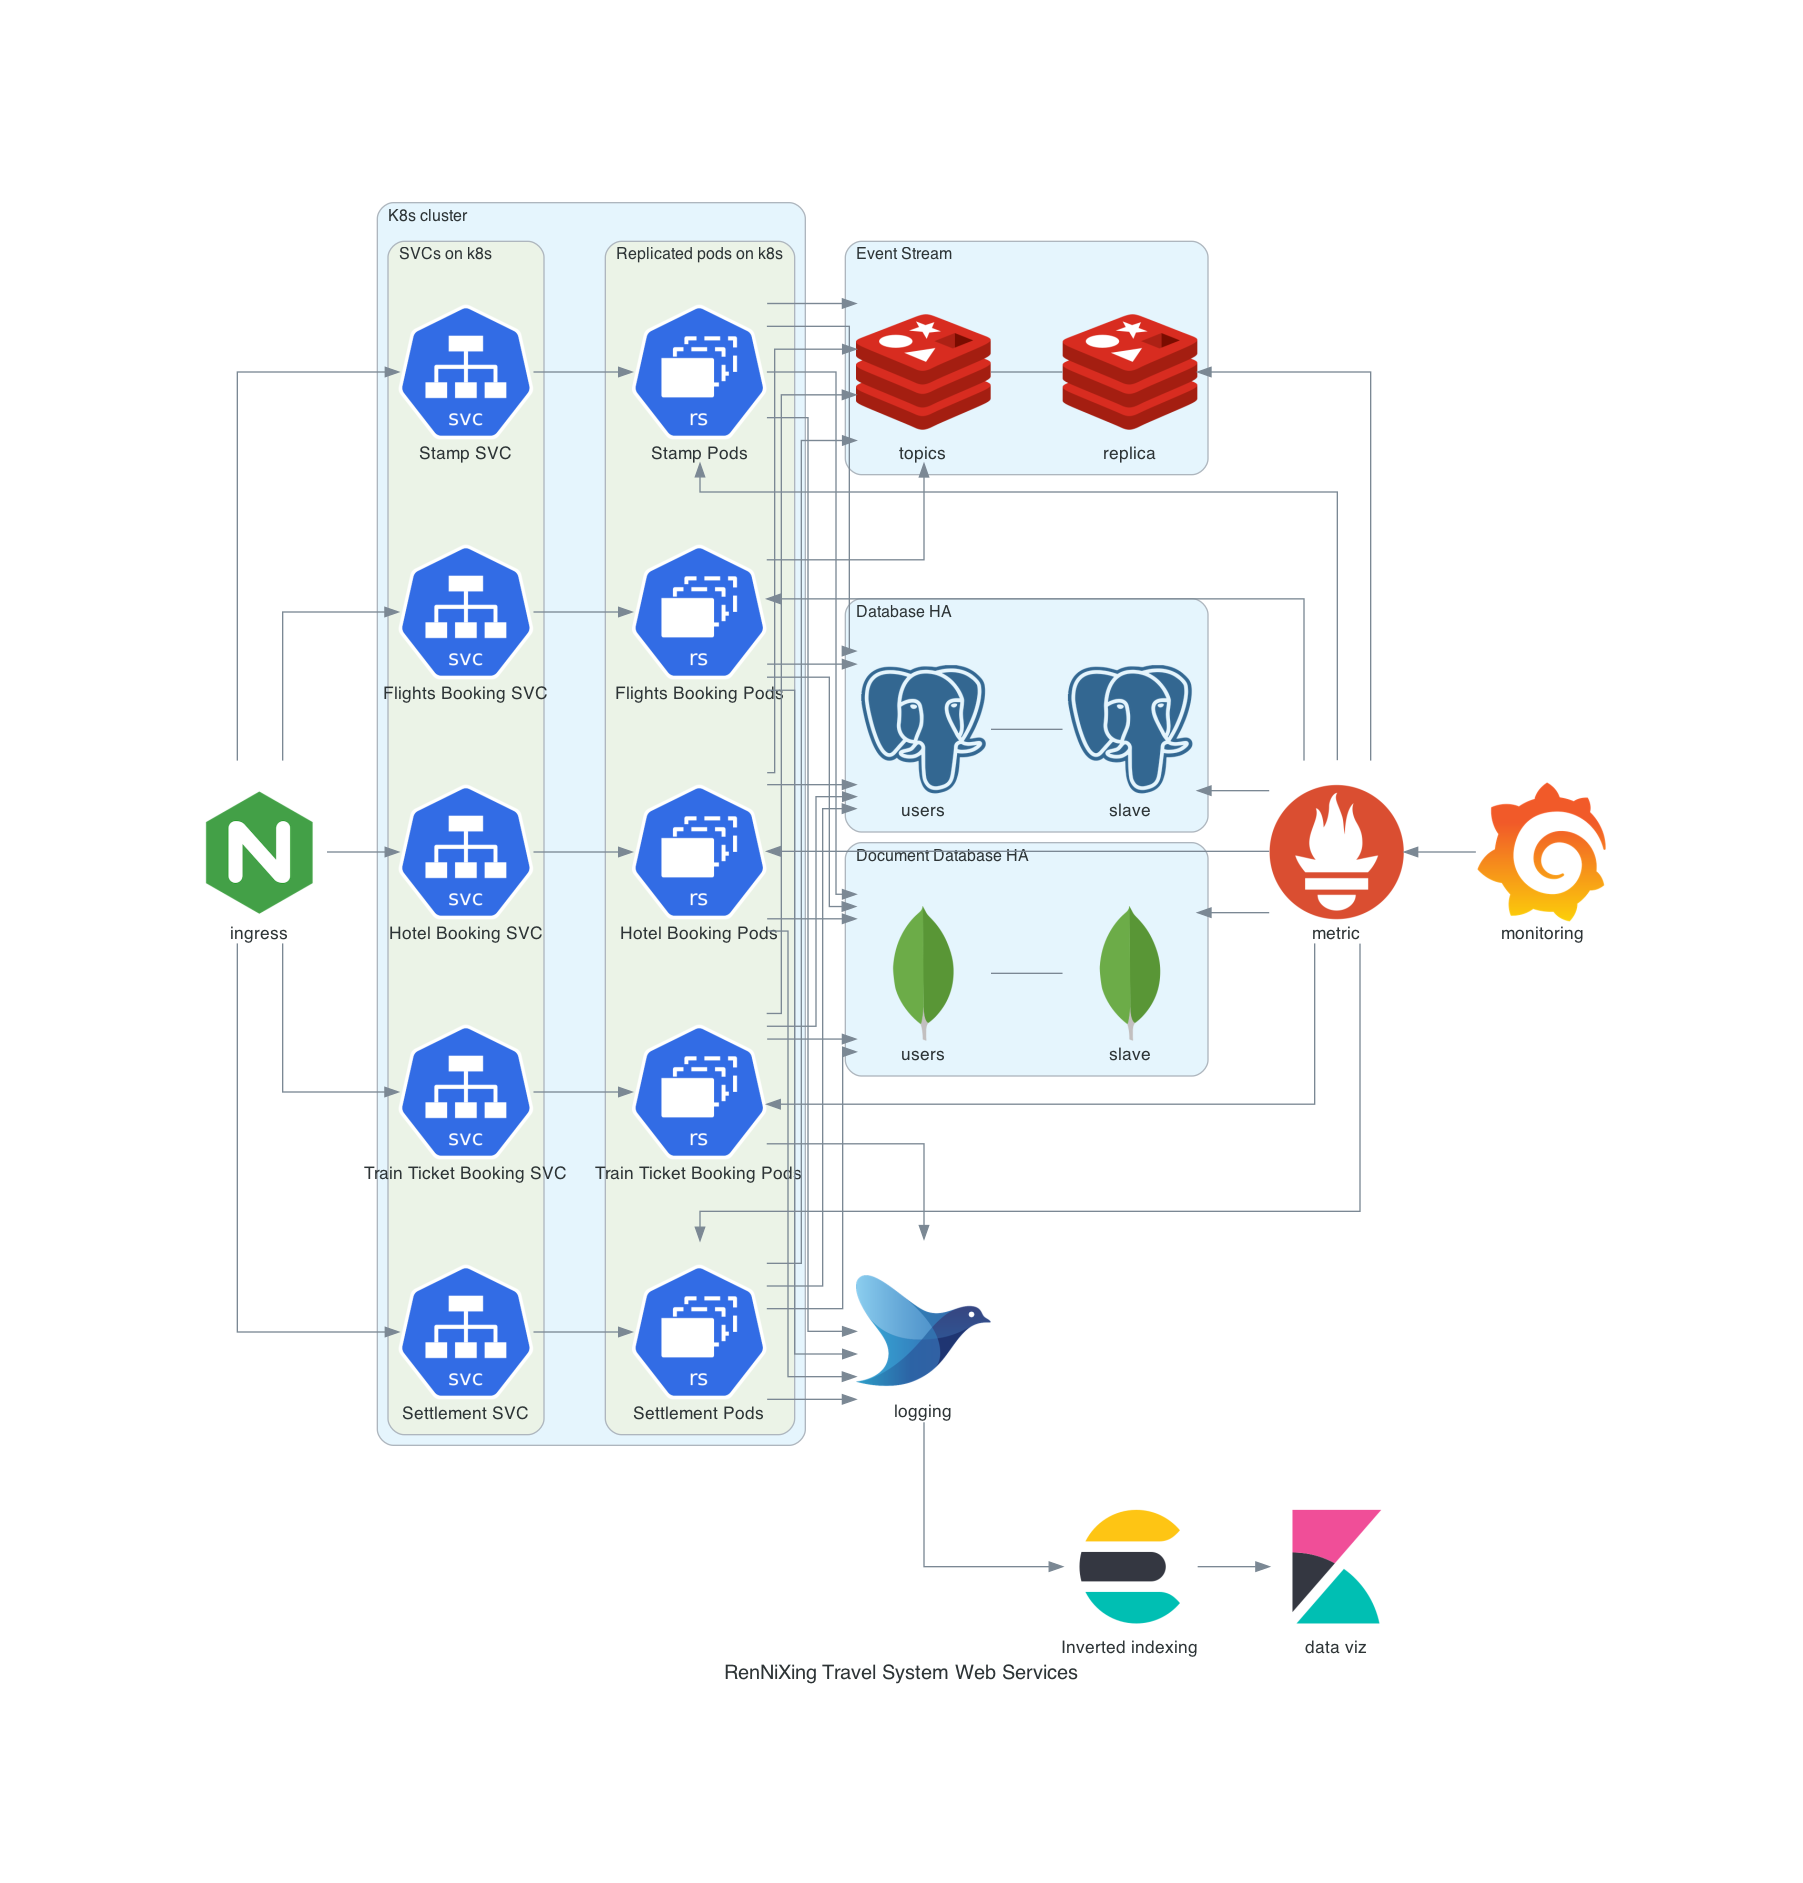 K8s cluster
SVCs on k8s
Replicated pods on k8s
Event Stream
svc
rs
Stamp SVC
Stamp Pods
topics
replica
svc
rs
Flights Booking SVC
Flights Booking Pods
Database HA
users
slave
N
ingress
svc
rs
Hotel Booking SVC
Hotel Booking Pods
Document Database HA
metric
monitoring
users
slave
svc
rs
Train Ticket Booking SVC
Train Ticket Booking Pods
svc
rs
Settlement SVC
Settlement Pods
logging
Inverted indexing
data viz
RenNiXing Travel System Web Services